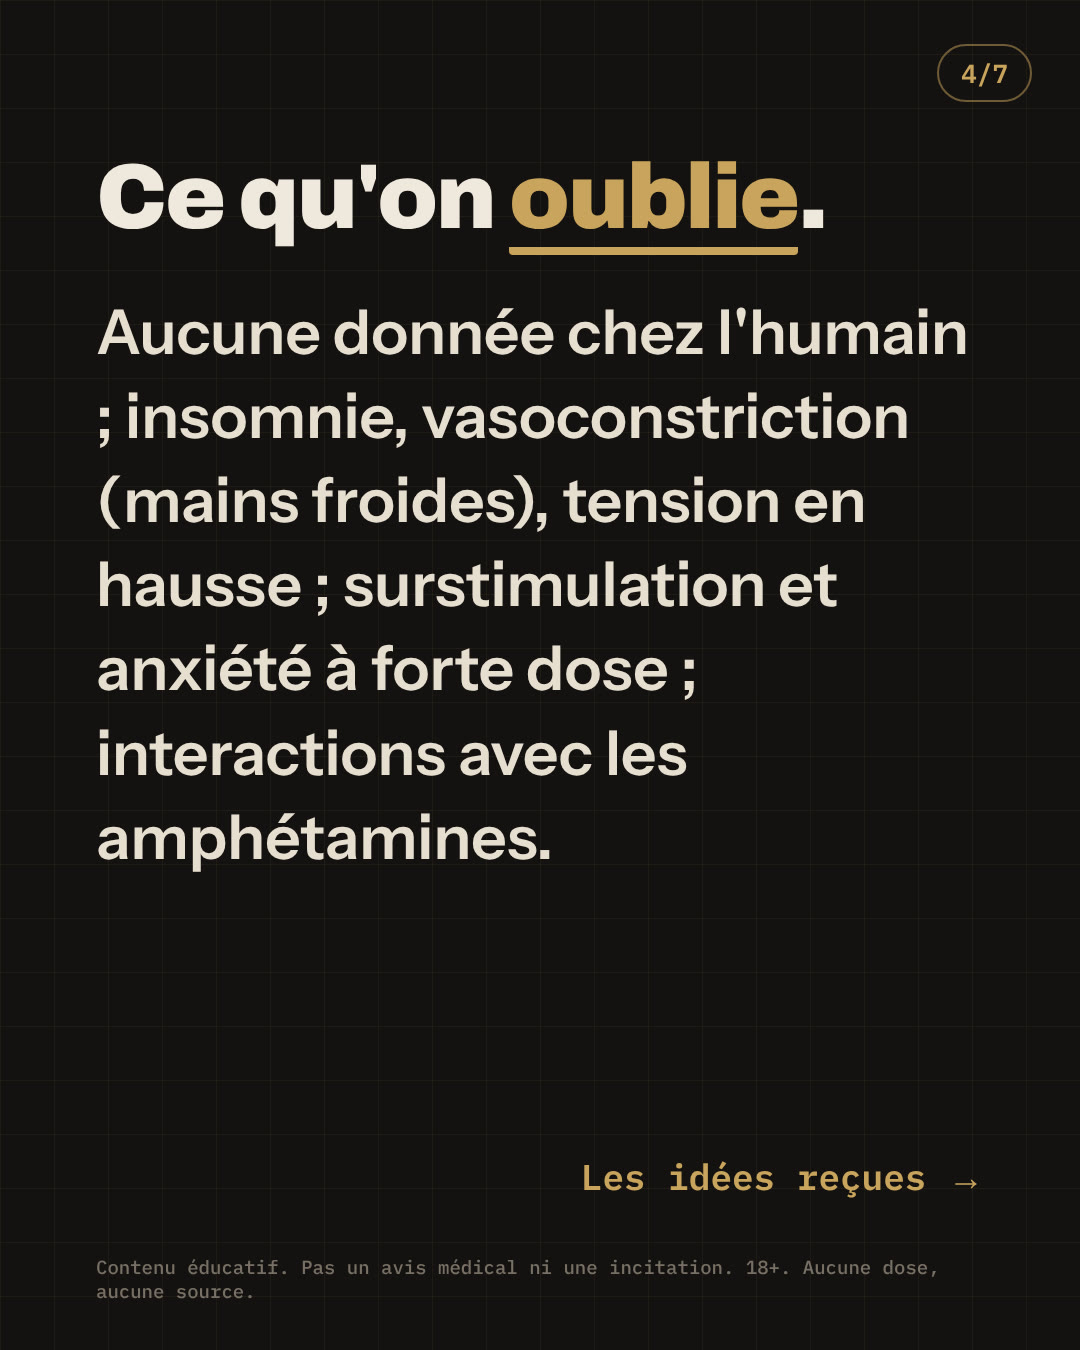 4/7
Ce qu'on oublie.
Aucune donnée chez l'humain
; insomnie, vasoconstriction
(mains froides), tension en
hausse ; surstimulation et
anxiété à forte dose ;
interactions avec les
amphétamines.
Les idées reçues →
Contenu éducatif. Pas un avis médical ni une incitation. 18+. Aucune dose,
aucune source.